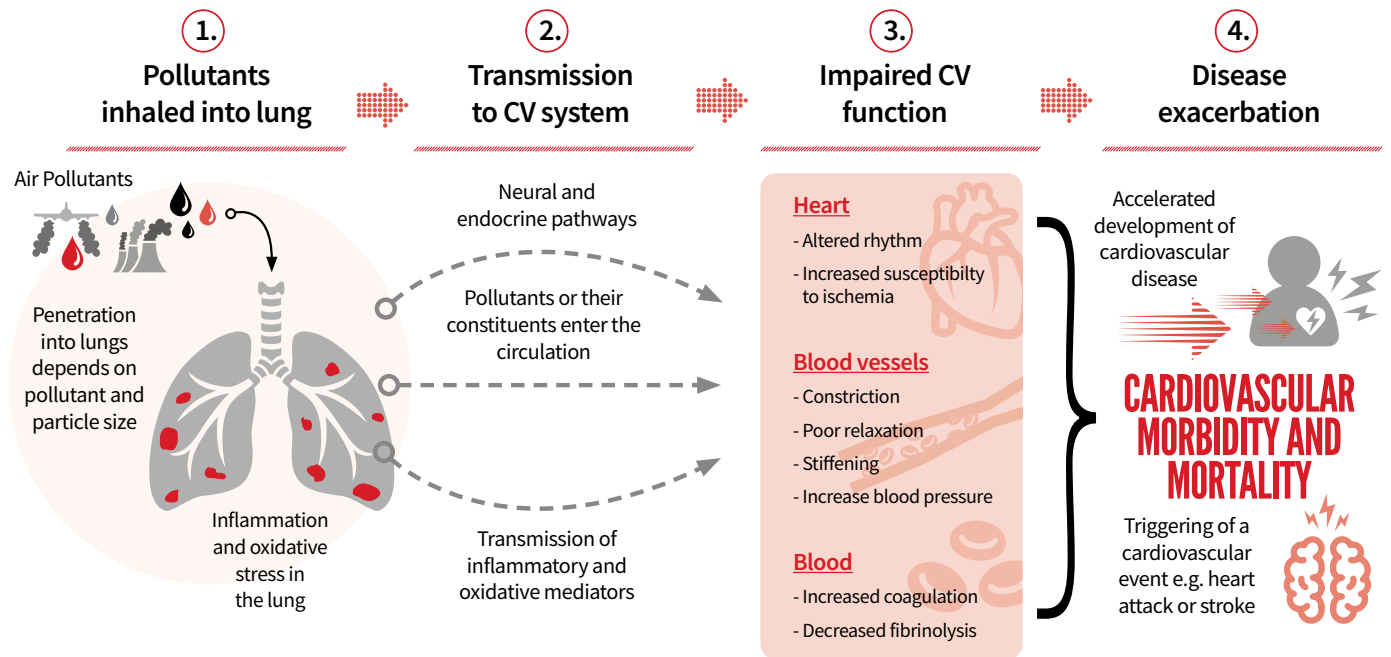 1.
Pollutants
inhaled into lung
2.
Transmission
to CV system
3.
Impaired CV
function
4.
Disease
exacerbation
Air Pollutants
Penetration
into lungs
depends on
pollutant and
particle size
Inflammation
and oxidative
stress in
the lung
Neural and
endocrine pathways
Pollutants or their
constituents enter the
circulation
Transmission of
inflammatory and
oxidative mediators
Heart
- Altered rhythm
- Increased susceptibilty
to ischemia
Blood vessels
- Constriction
- Poor relaxation
- Stiffening
- Increase blood pressure
Blood
- Increased coagulation
- Decreased fibrinolysis
Accelerated
development of
cardiovascular
disease
CARDIOVASCULAR
MORBIDITY AND
MORTALITY
Triggering of a
cardiovascular
event e.g. heart
attack or stroke